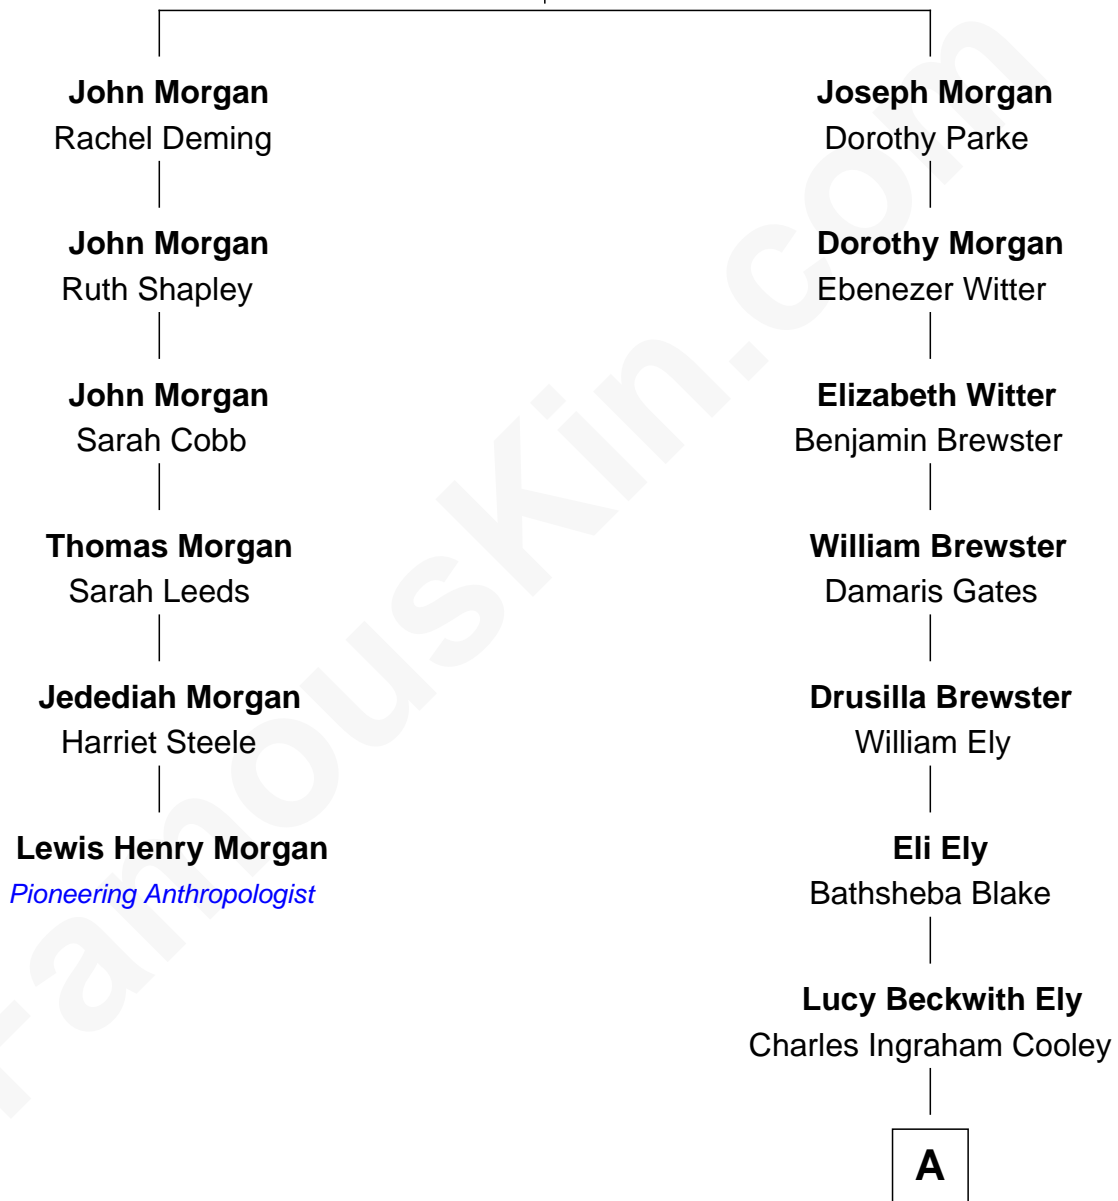 John Morgan
Rachel Deming
John Morgan
Ruth Shapley
John Morgan
Sarah Cobb
Thomas Morgan
Sarah Leeds
Jedediah Morgan
Harriet Steele
Lewis Henry Morgan
Pioneering Anthropologist
Joseph Morgan
Dorothy Parke
Dorothy Morgan
Ebenezer Witter
Elizabeth Witter
Benjamin Brewster
William Brewster
Damaris Gates
Drusilla Brewster
William Ely
Eli Ely
Bathsheba Blake
Lucy Beckwith Ely
Charles Ingraham Cooley
A
FamousKin.com